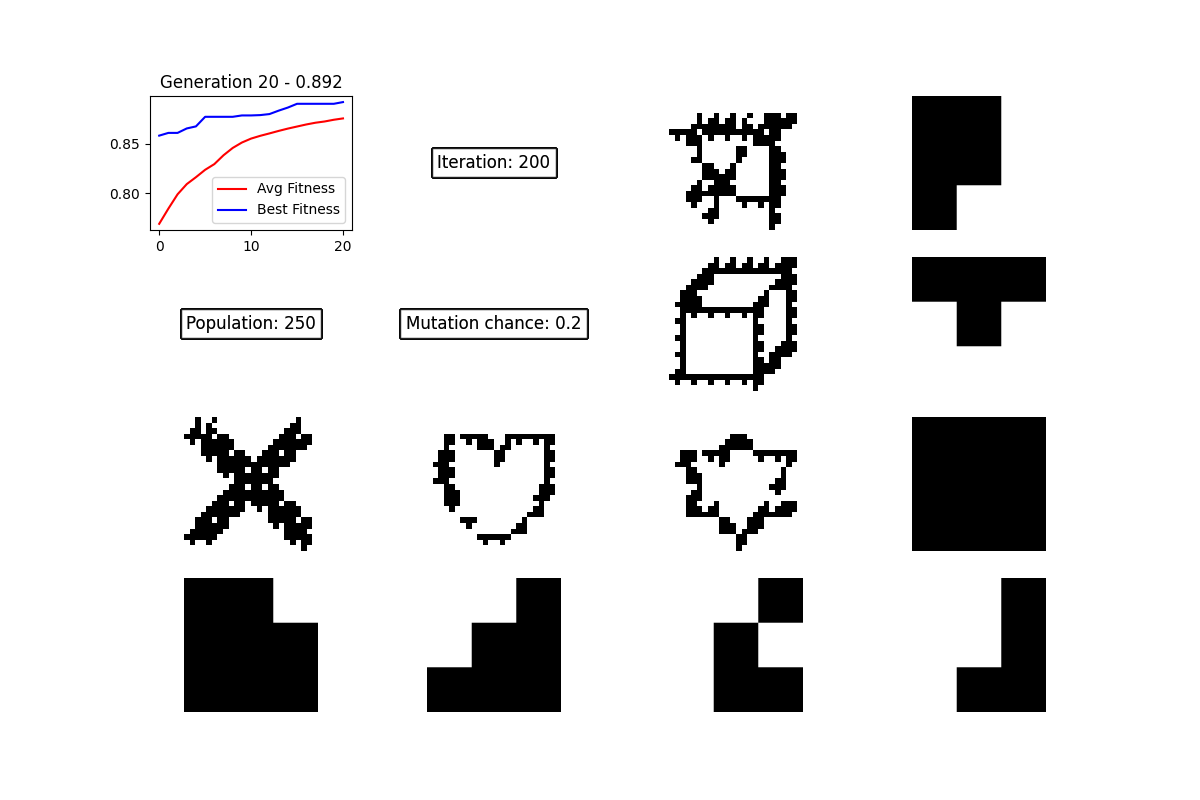 Generation 20 - 0.892
0.85
0.80
Avg Fitness
Best Fitness
0
10
20
Iteration: 200
Population: 250
Mutation chance: 0.2